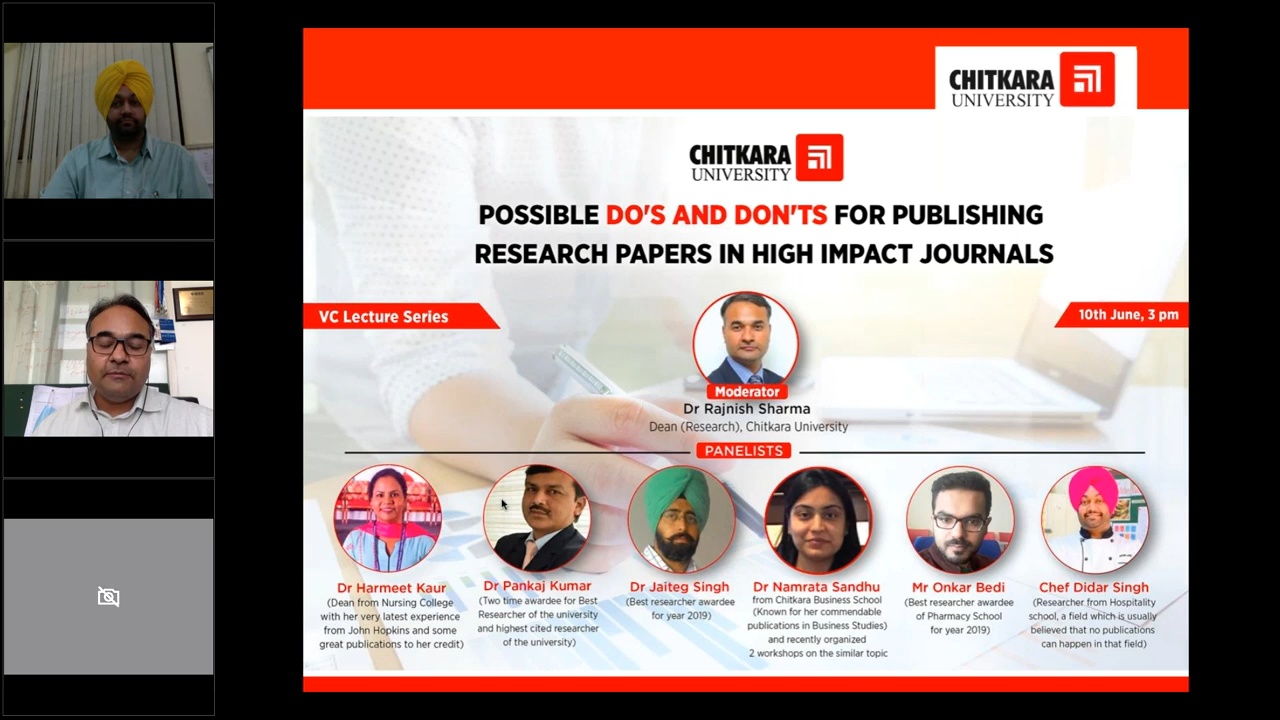 CHITKARA
UNIVERSITY
CHITKARA
UNIVERSITY
POSSIBLE DO'S AND DON'TS FOR PUBLISHING
RESEARCH PAPERS IN HIGH IMPACT JOURNALS
VC Lecture Series
10th June, 3 pm
Moderator
Dr Rajnish Sharma
Dean (Research), Chitkara University
PANELISTS
Dr Harmeet Kaur
(Dean from Nursing College
with her very latest experience
from John Hopkins and some
great publications to her credit)
Dr Pankaj Kumar
(Two time awardee for Best
Researcher of the university
and highest cited researcher
of the university)
Dr Jaiteg Singh
(Best researcher awardee
for year 2019)
Dr Namrata Sandhu
from Chitkara Business School
(Known for her commendable
publications in Business Studies)
and recently organized
2 workshops on the similar topic
Mr Onkar Bedi
(Best researcher awardee
of Pharmacy School
for year 2019)
Chef Didar Singh
(Researcher from Hospitality
school, a field which is usually
believed that no publications
can happen in that field)